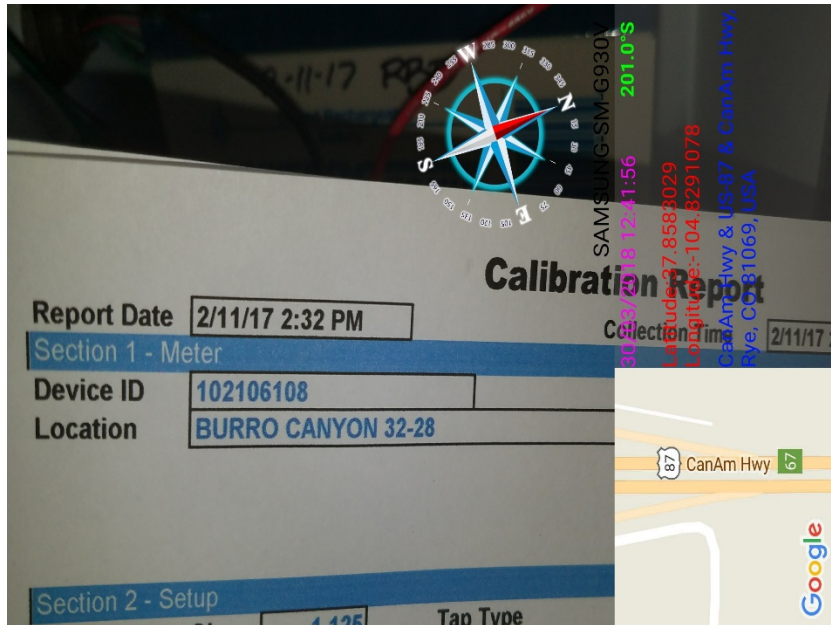 -11-17
Calibration Report
Report Date 2/11/17 2:32 PM
Collection Time 2/11/17
Section 1 - Meter
Device ID 102106108
Location BURRO CANYON 32-28
Section 2 - Setup
1.125
Tap Type
W
N
S
E
SAMSUNG-SM-G930V
201.0°S
30/03/2018 12:41:56
Latitude:37.8583029
Longitude:-104.8291078
CanAm Hwy & US-87 & CanAm Hwy,
Rye, CO 81069, USA
87 CanAm Hwy 67
Google